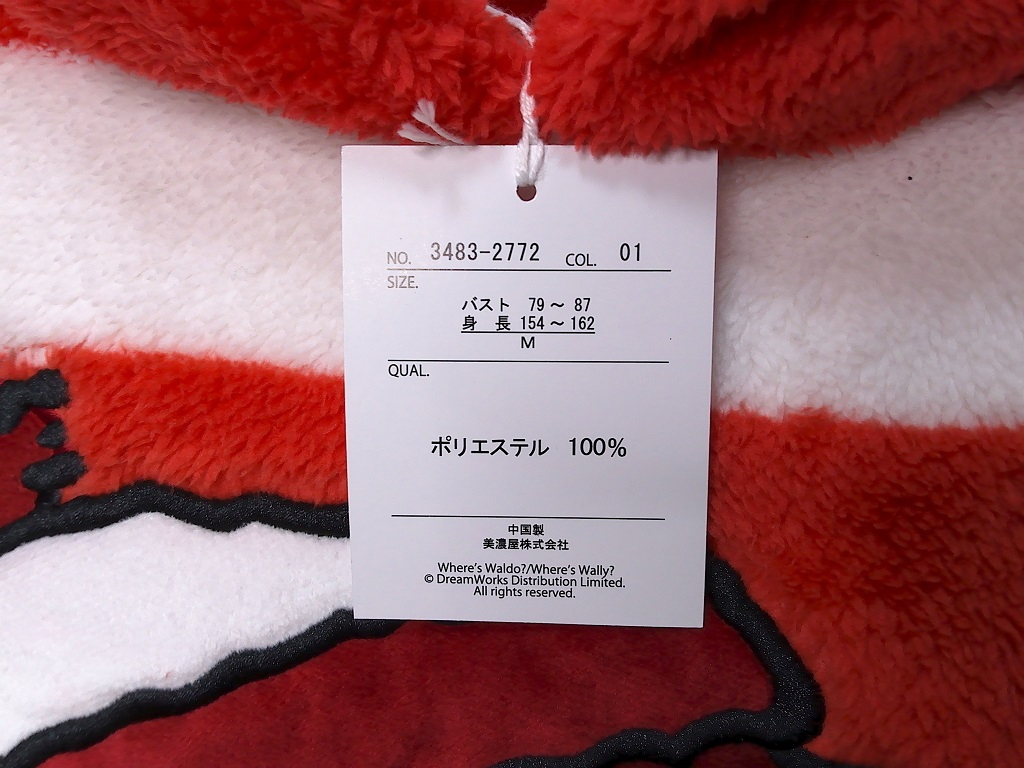 NO. 3483-2772 COL. 01
SIZE.
バスト 79～ 87
身 長 154～162
M
QUAL.
ポリエステル 100%
中国製
美濃屋株式会社
Where's Waldo?/Where's Wally?
© DreamWorks Distribution Limited.
All rights reserved.